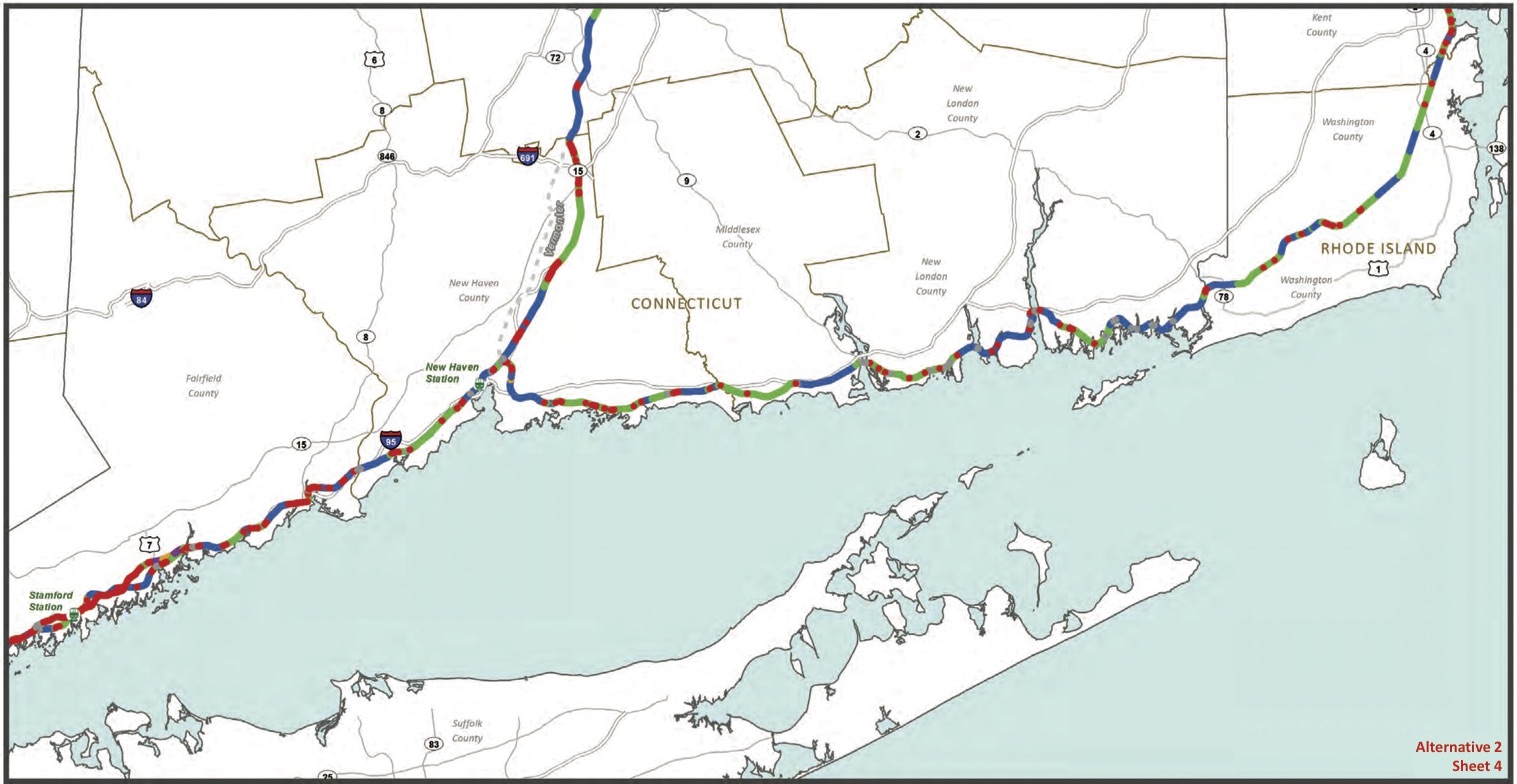 Kent
County
4
6
72
New
London
County
8
Washington
County
2
4
846
691
138
15
9
Vermonter
Middlesex
County
RHODE ISLAND
New
London
County
1
New Haven
County
Washington
County
84
CONNECTICUT
78
8
New Haven
Station
Fairfield
County
95
15
7
Stamford
Station
Suffolk
County
83
25
Alternative 2
Sheet 4